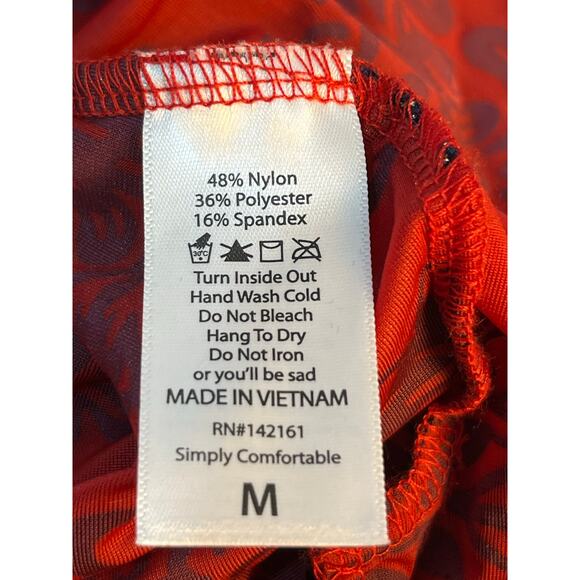 48% Nylon
36% Polyester
16% Spandex
30°C
Turn Inside Out
Hand Wash Cold
Do Not Bleach
Hang To Dry
Do Not Iron
or you'll be sad
MADE IN VIETNAM
RN#142161
Simply Comfortable
M